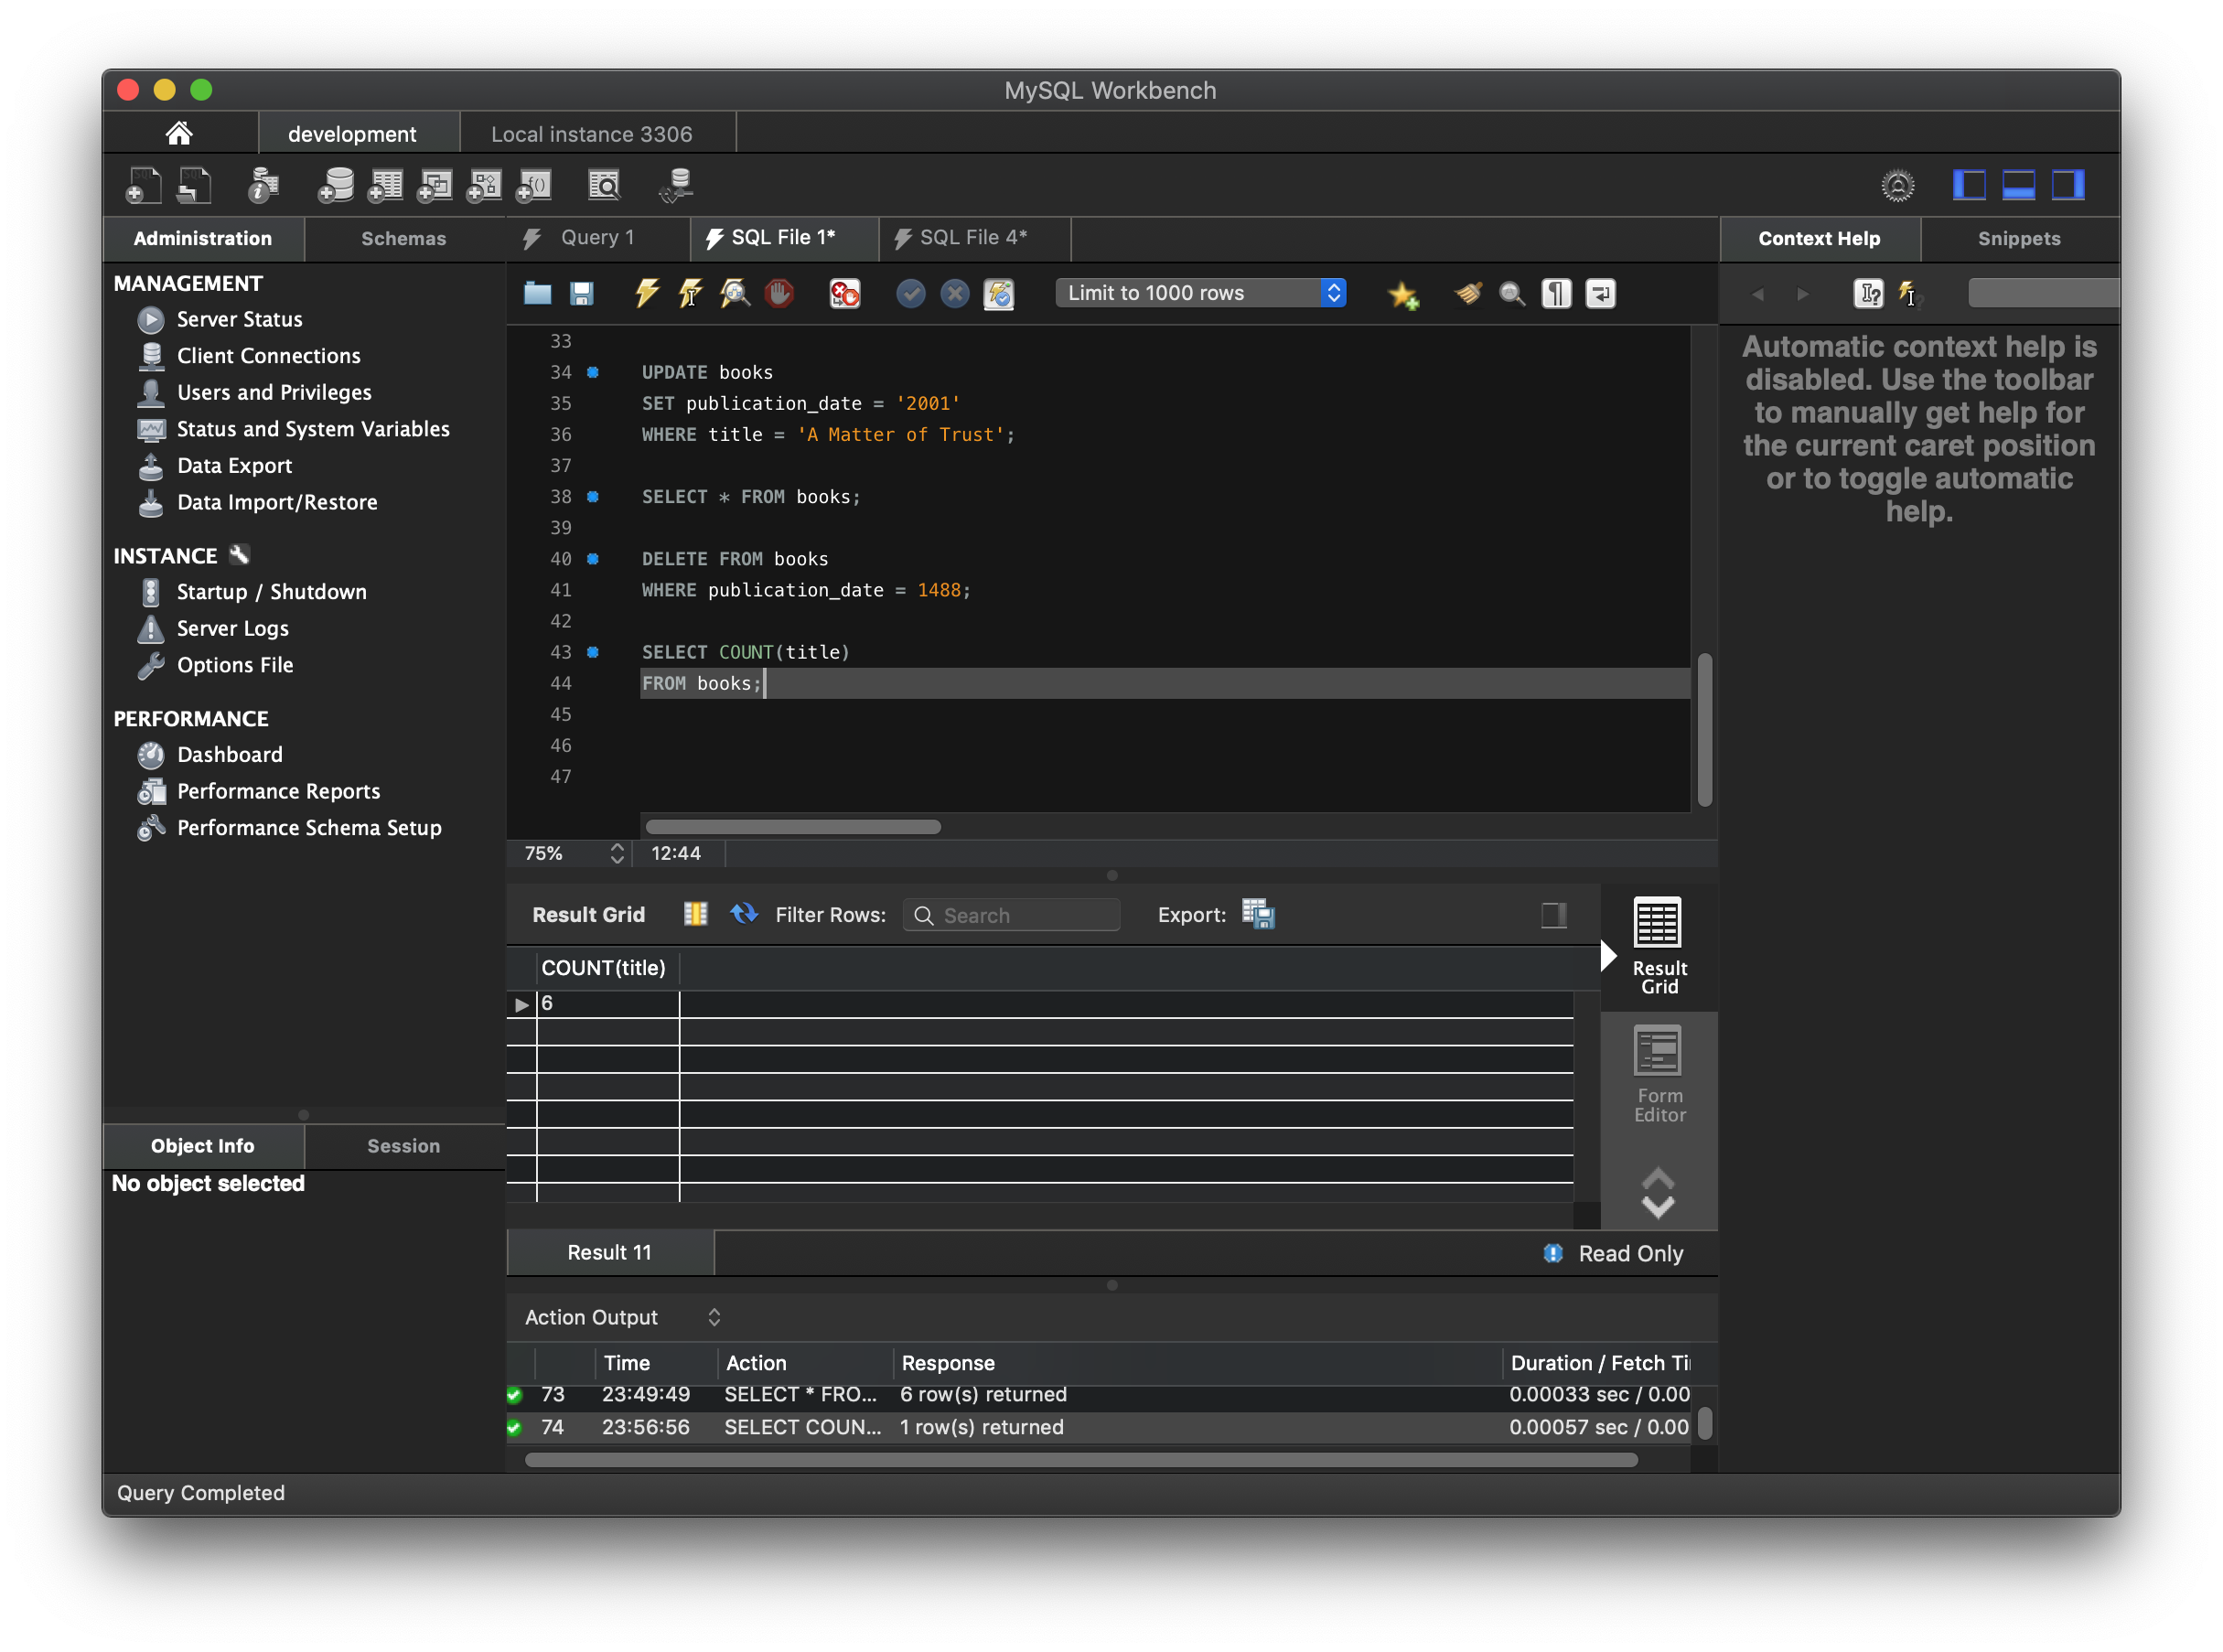 MySQL Workbench
development
Local instance 3306
Administration
Schemas
Query 1
SQL File 1*
SQL File 4*
Context Help
Snippets
MANAGEMENT
Server Status
Client Connections
Users and Privileges
Status and System Variables
Data Export
Data Import/Restore
INSTANCE
Startup / Shutdown
Server Logs
Options File
PERFORMANCE
Dashboard
Performance Reports
Performance Schema Setup
Object Info
Session
No object selected
Limit to 1000 rows
33
34 UPDATE books
35 SET publication_date = '2001'
36 WHERE title = 'A Matter of Trust';
37
38 SELECT * FROM books;
39
40 DELETE FROM books
41 WHERE publication_date = 1488;
42
43 SELECT COUNT(title)
44 FROM books;
45
46
47
75%
12:44
Result Grid
Filter Rows:
Search
Export:
COUNT(title)
6
Result
Grid
Form
Editor
Result 11
Read Only
Action Output
Time Action Response Duration / Fetch Ti
73 23:49:49 SELECT * FRO... 6 row(s) returned 0.00033 sec / 0.00
74 23:56:56 SELECT COUN... 1 row(s) returned 0.00057 sec / 0.00
Automatic context help is
disabled. Use the toolbar
to manually get help for
the current caret position
or to toggle automatic
help.
Query Completed